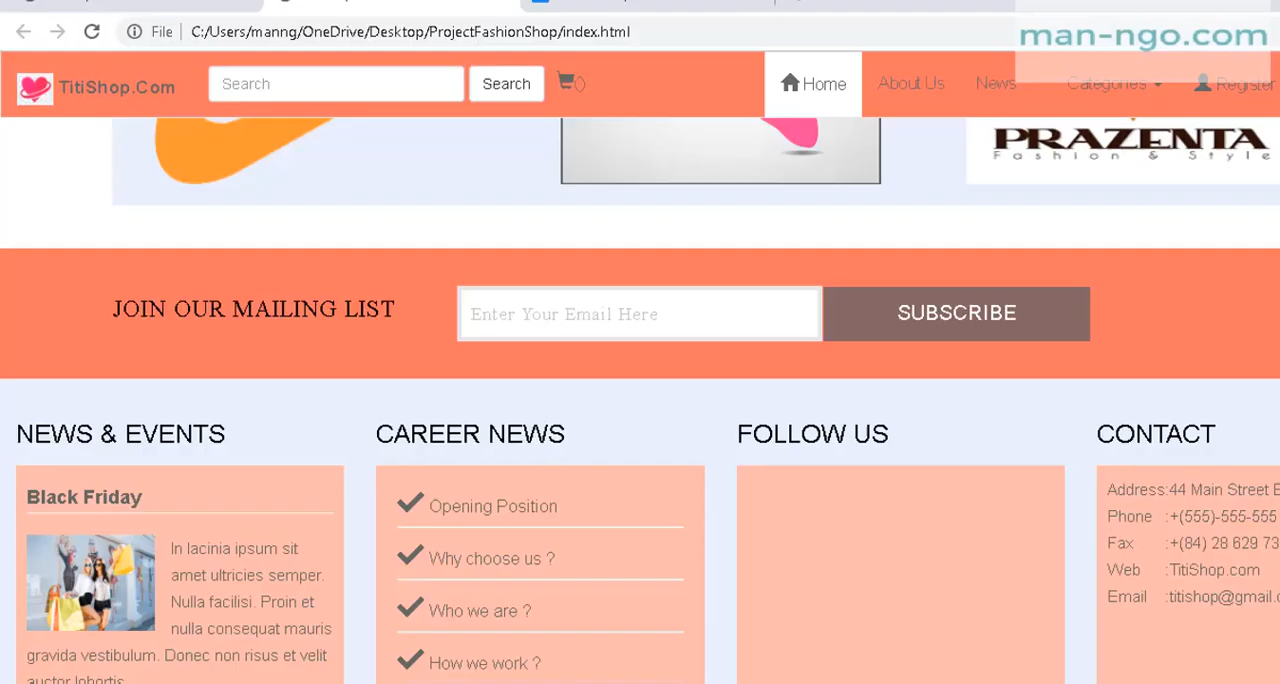 File C:/Users/manng/OneDrive/Desktop/ProjectFashionShop/index.html
man-ngo.com
TitiShop.Com Search Search 0 Home About Us News Categories Register
PRAZENTA
Fashion & Style
JOIN OUR MAILING LIST Enter Your Email Here SUBSCRIBE
NEWS & EVENTS
Black Friday
In lacinia ipsum sit
amet ultricies semper.
Nulla facilisi. Proin et
nulla consequat mauris
gravida vestibulum. Donec non risus et velit
auctor lobortis
CAREER NEWS
Opening Position
Why choose us ?
Who we are ?
How we work ?
FOLLOW US
CONTACT
Address:44 Main Street E
Phone :+(555)-555-555
Fax :+(84) 28 629 73
Web :TitiShop.com
Email :titishop@gmail.c